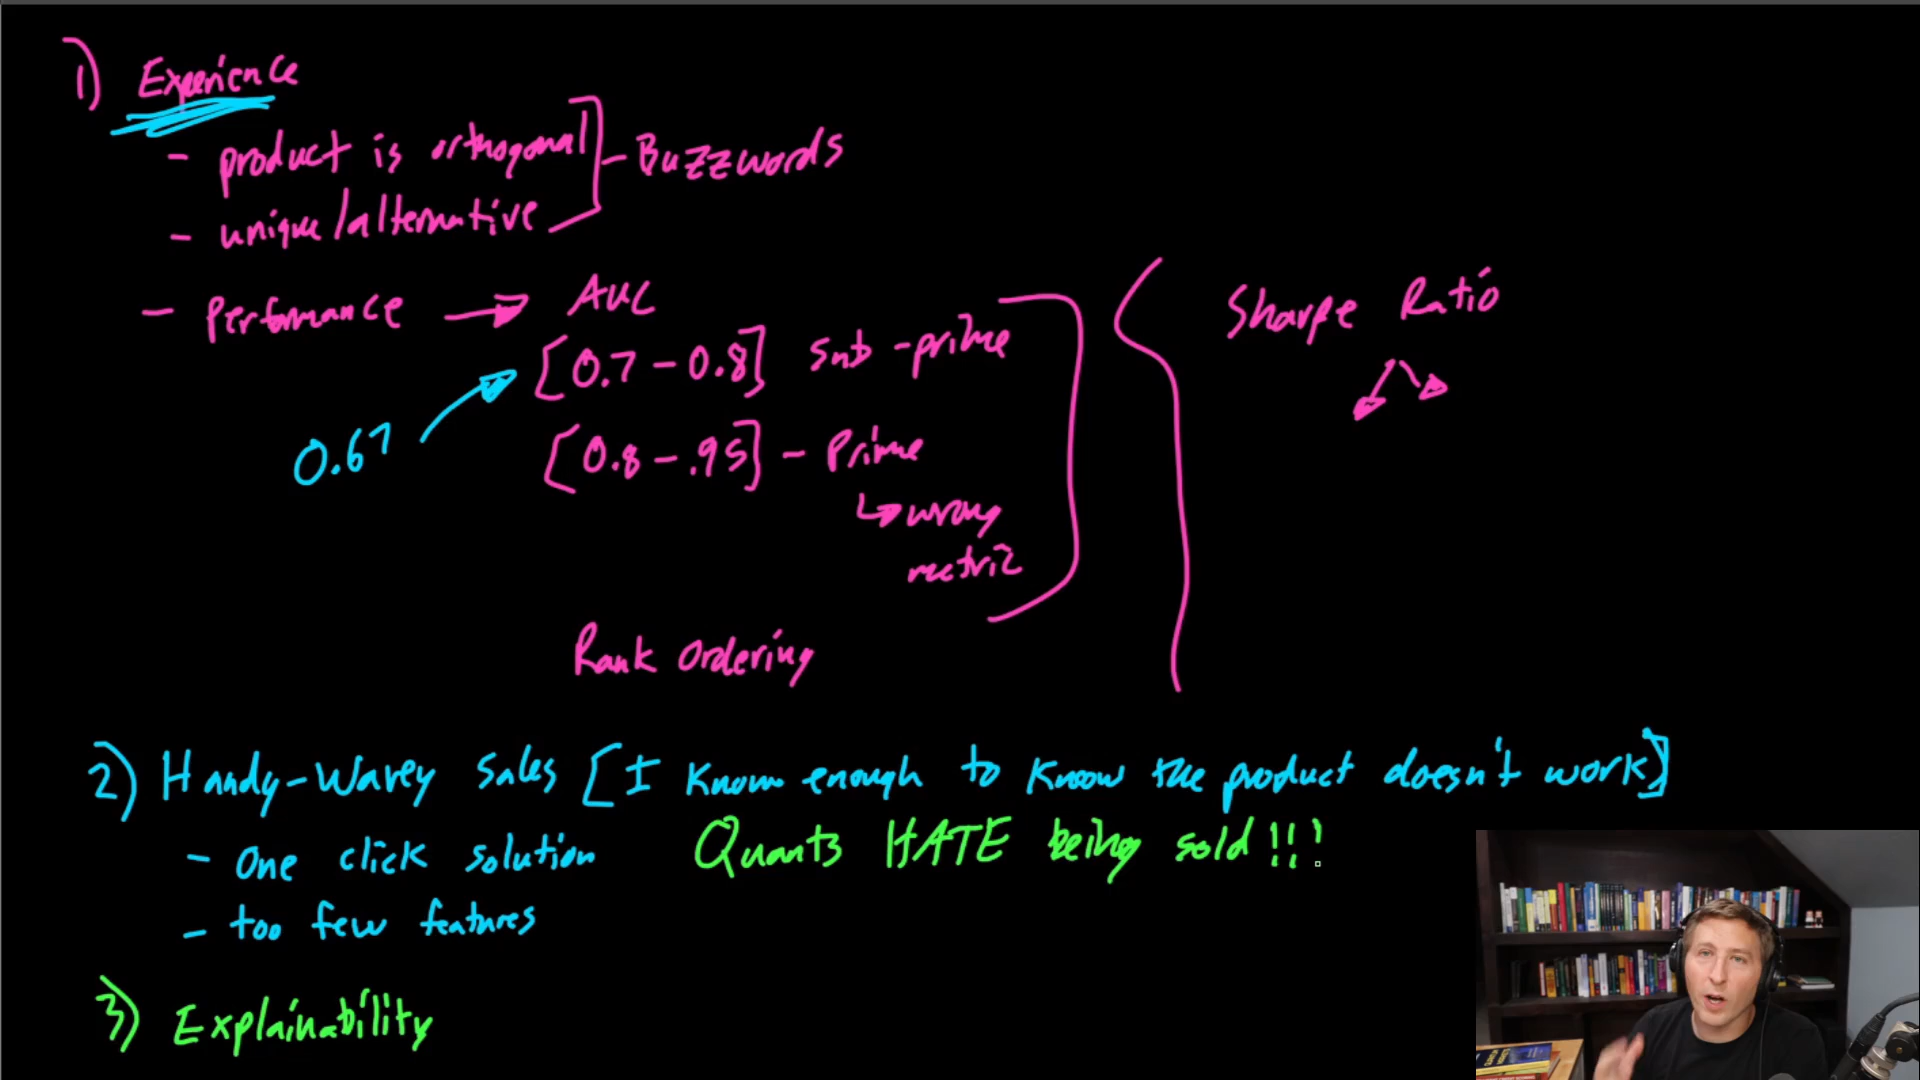 1) Experience
- product is orthogonal
- unique/alternative
- Buzzwords
- Performance → AUC
[0.7 - 0.8] sub-prime
0.67
[0.8 - .95] - Prime
↳ wrong
metric
Rank Ordering
Sharpe Ratio
2) Handy-Wavey Sales [I know enough to know the product doesn't work]
- one click solution
- too few features
Quants HATE being sold!!!
3) Explainability